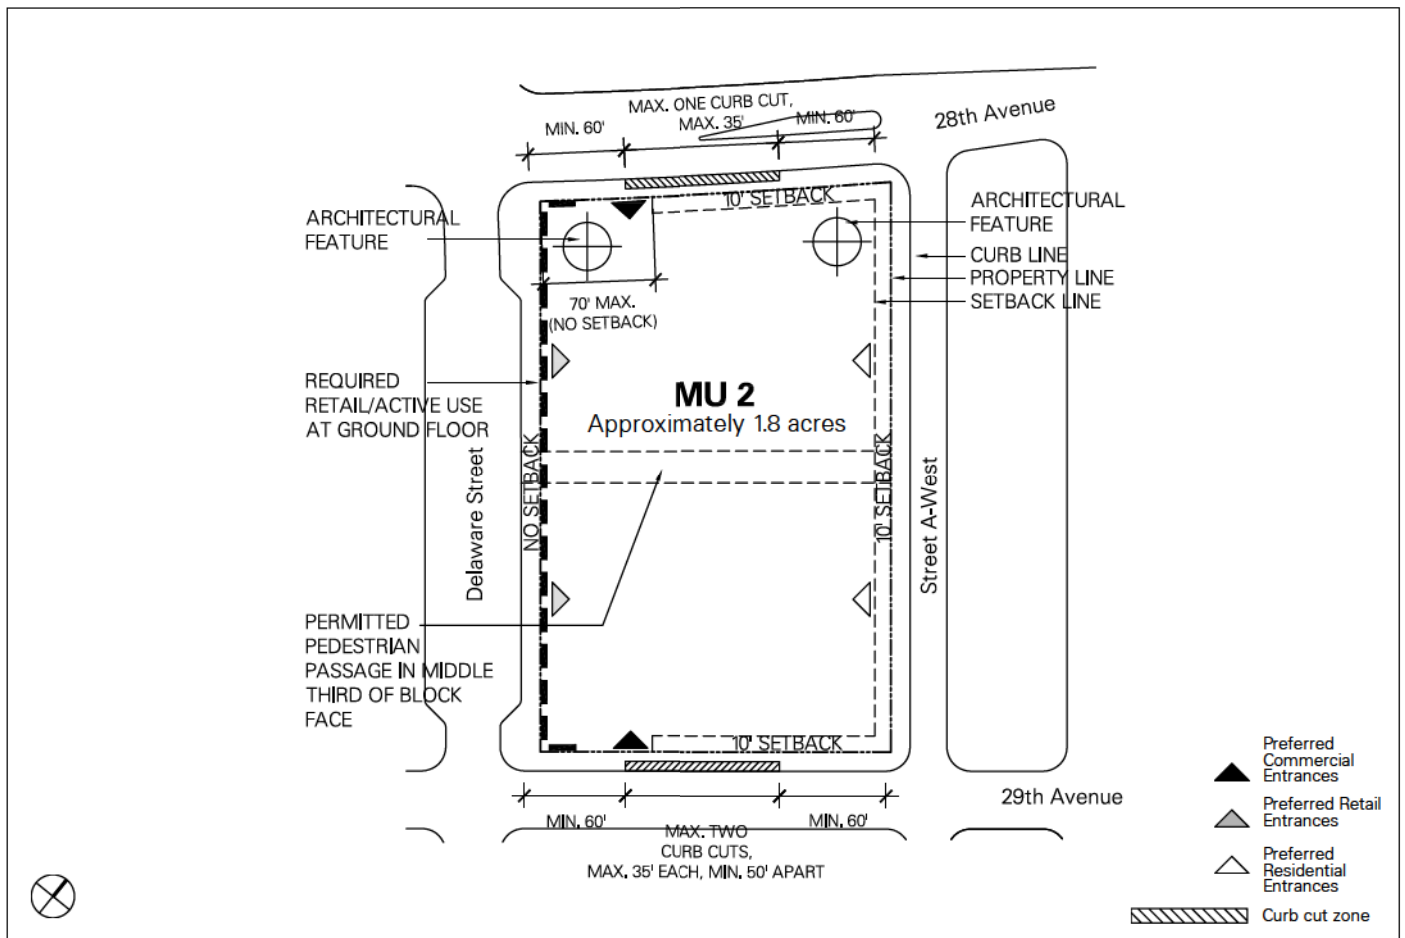 MAX. ONE CURB CUT,
MAX. 35'
MIN. 60'
MIN. 60'
28th Avenue
10' SETBACK
ARCHITECTURAL
FEATURE
ARCHITECTURAL
FEATURE
CURB LINE
PROPERTY LINE
SETBACK LINE
70' MAX.
(NO SETBACK)
REQUIRED
RETAIL/ACTIVE USE
AT GROUND FLOOR
MU 2
Approximately 1.8 acres
Delaware Street
NO SETBACK
10' SETBACK
Street A-West
PERMITTED
PEDESTRIAN
PASSAGE IN MIDDLE
THIRD OF BLOCK
FACE
10' SETBACK
29th Avenue
MIN. 60'
MIN. 60'
MAX. TWO
CURB CUTS,
MAX. 35' EACH, MIN. 50' APART
Preferred
Commercial
Entrances
Preferred Retail
Entrances
Preferred
Residential
Entrances
Curb cut zone